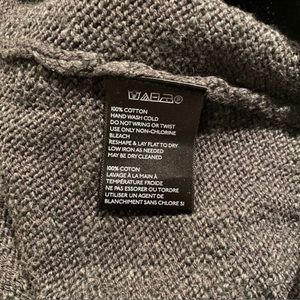 100% COTTON
HAND WASH COLD
DO NOT WRING OR TWIST
USE ONLY NON-CHLORINE
BLEACH
RESHAPE & LAY FLAT TO DRY
LOW IRON AS NEEDED
MAY BE DRY CLEANED
100% COTON
LAVAGE À LA MAIN À
TEMPÉRATURE FROIDE
NE PAS ESSORER OU TORDRE
UTILISER UN AGENT DE
BLANCHIMENT SANS CHLORE SI